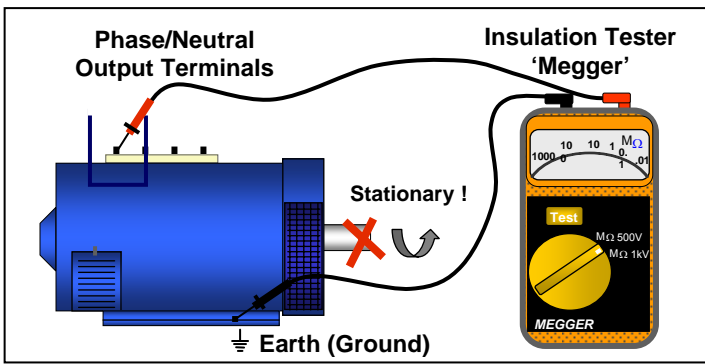 Phase/Neutral
Output Terminals
Insulation Tester
‘Megger’
MΩ
1000
10
0
10
1
0.
1
.01
Stationary !
Test
MΩ 500V
MΩ 1kV
MEGGER
Earth (Ground)